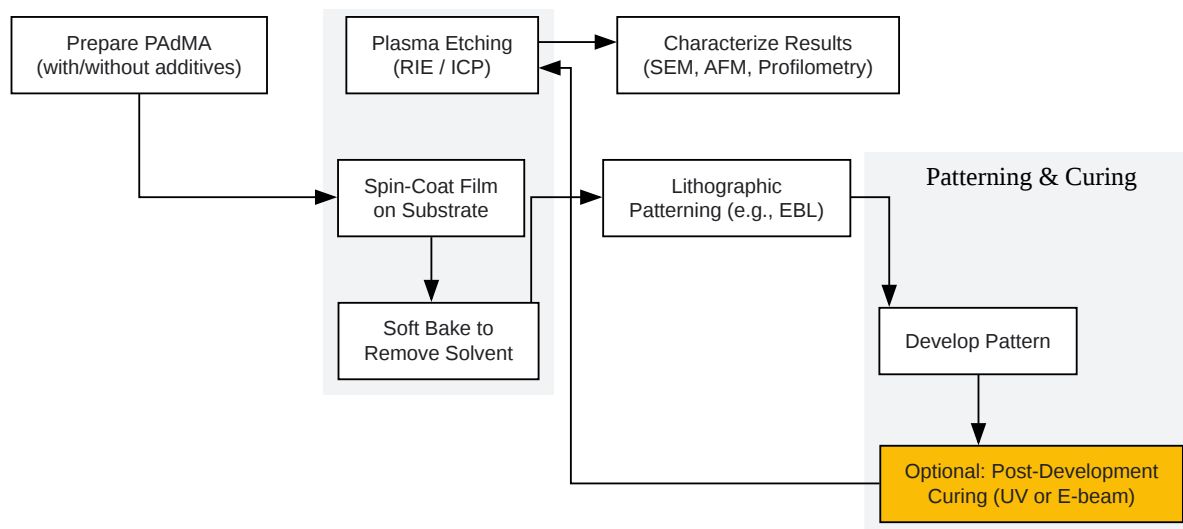 Prepare PAdMA
(with/without additives)
Plasma Etching
(RIE / ICP)
Characterize Results
(SEM, AFM, Profilometry)
Spin-Coat Film
on Substrate
Lithographic
Patterning (e.g., EBL)
Patterning & Curing
Soft Bake to
Remove Solvent
Develop Pattern
Optional: Post-Development
Curing (UV or E-beam)